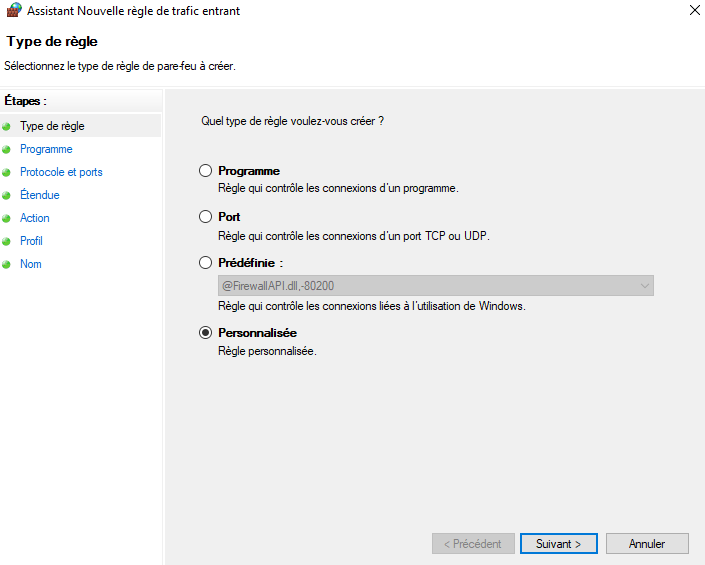 Assistant Nouvelle règle de trafic entrant
Type de règle
Sélectionnez le type de règle de pare-feu à créer.
Étapes :
Type de règle
Programme
Protocole et ports
Étendue
Action
Profil
Nom
Quel type de règle voulez-vous créer ?
Programme
Règle qui contrôle les connexions d'un programme.
Port
Règle qui contrôle les connexions d'un port TCP ou UDP.
Prédéfinie :
@FirewallAPI.dll,-80200
Règle qui contrôle les connexions liées à l'utilisation de Windows.
Personnalisée
Règle personnalisée.
< Précédent
Suivant >
Annuler